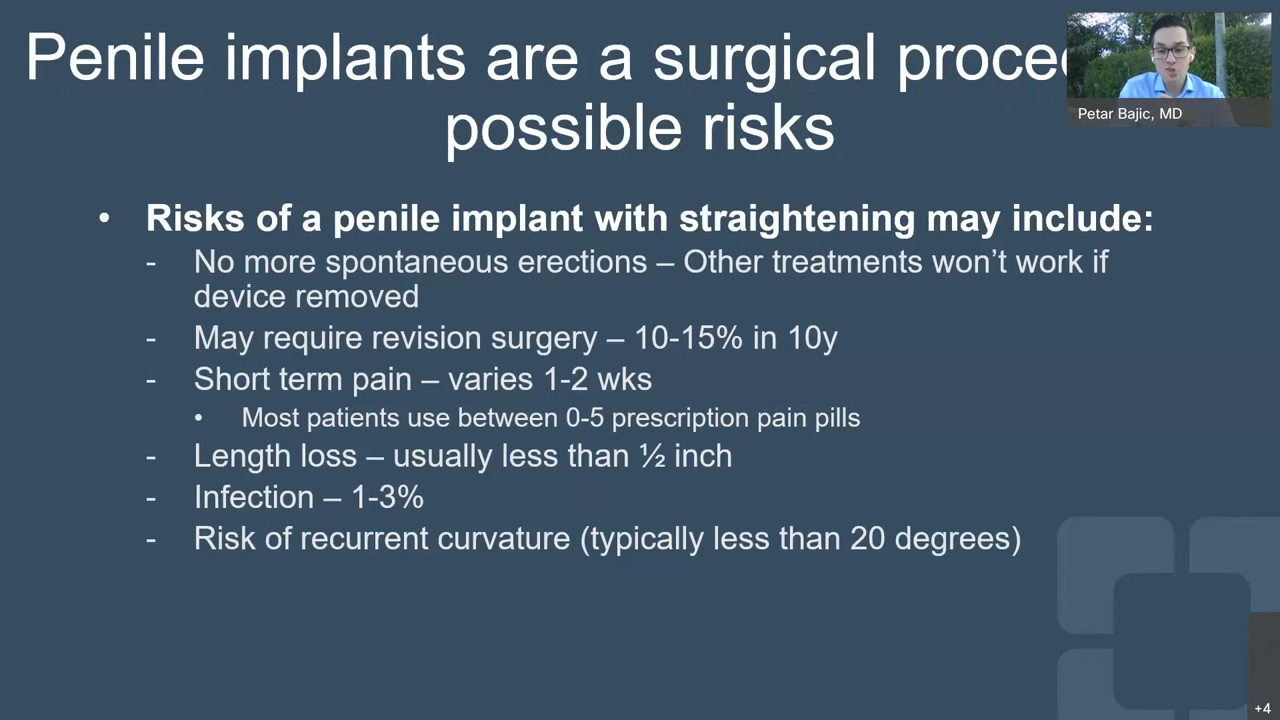 Penile implants are a surgical
possible risks
Petar Bajic, MD
• Risks of a penile implant with straightening may include:
- No more spontaneous erections – Other treatments won’t work if
device removed
- May require revision surgery – 10-15% in 10y
- Short term pain – varies 1-2 wks
• Most patients use between 0-5 prescription pain pills
- Length loss – usually less than ½ inch
- Infection – 1-3%
- Risk of recurrent curvature (typically less than 20 degrees)
+4